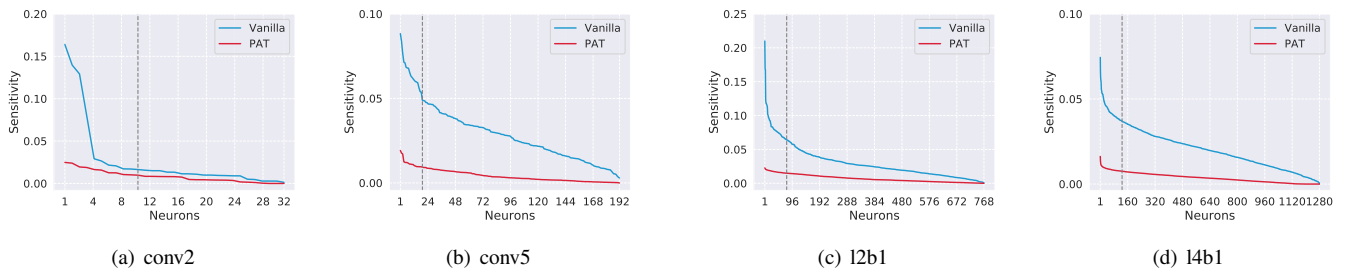 0.20
0.15
0.10
0.05
0.00
Sensitivity
1 4 8 12 16 20 24 28 32
Neurons
Vanilla
PAT
(a) conv2
0.10
0.05
0.00
Sensitivity
1 24 48 72 96 120 144 168 192
Neurons
Vanilla
PAT
(b) conv5
0.25
0.20
0.15
0.10
0.05
0.00
Sensitivity
1 96 192 288 384 480 576 672 768
Neurons
Vanilla
PAT
(c) l2b1
0.10
0.05
0.00
Sensitivity
1 160 320 480 640 800 960 1120 1280
Neurons
Vanilla
PAT
(d) l4b1